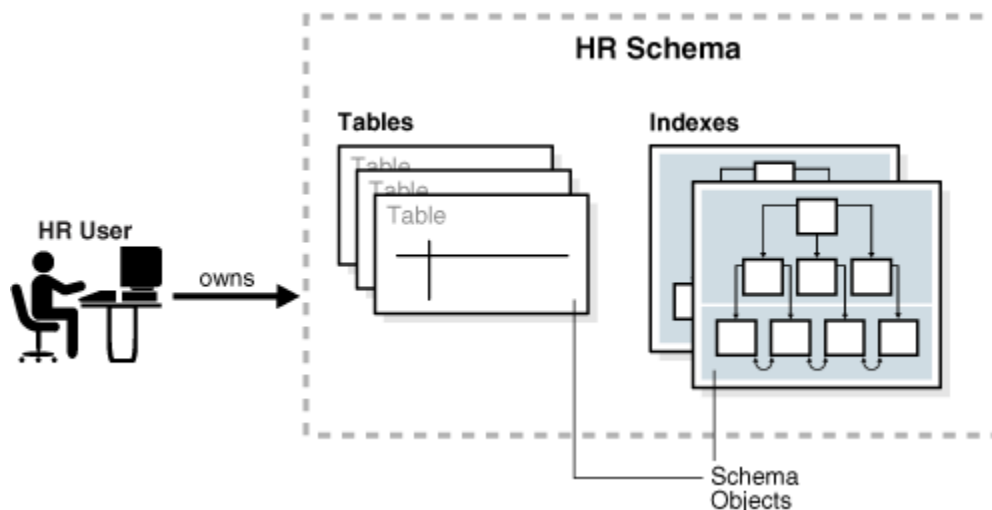 HR Schema
Tables
Indexes
Table
Table
Table
HR User
owns
Schema
Objects